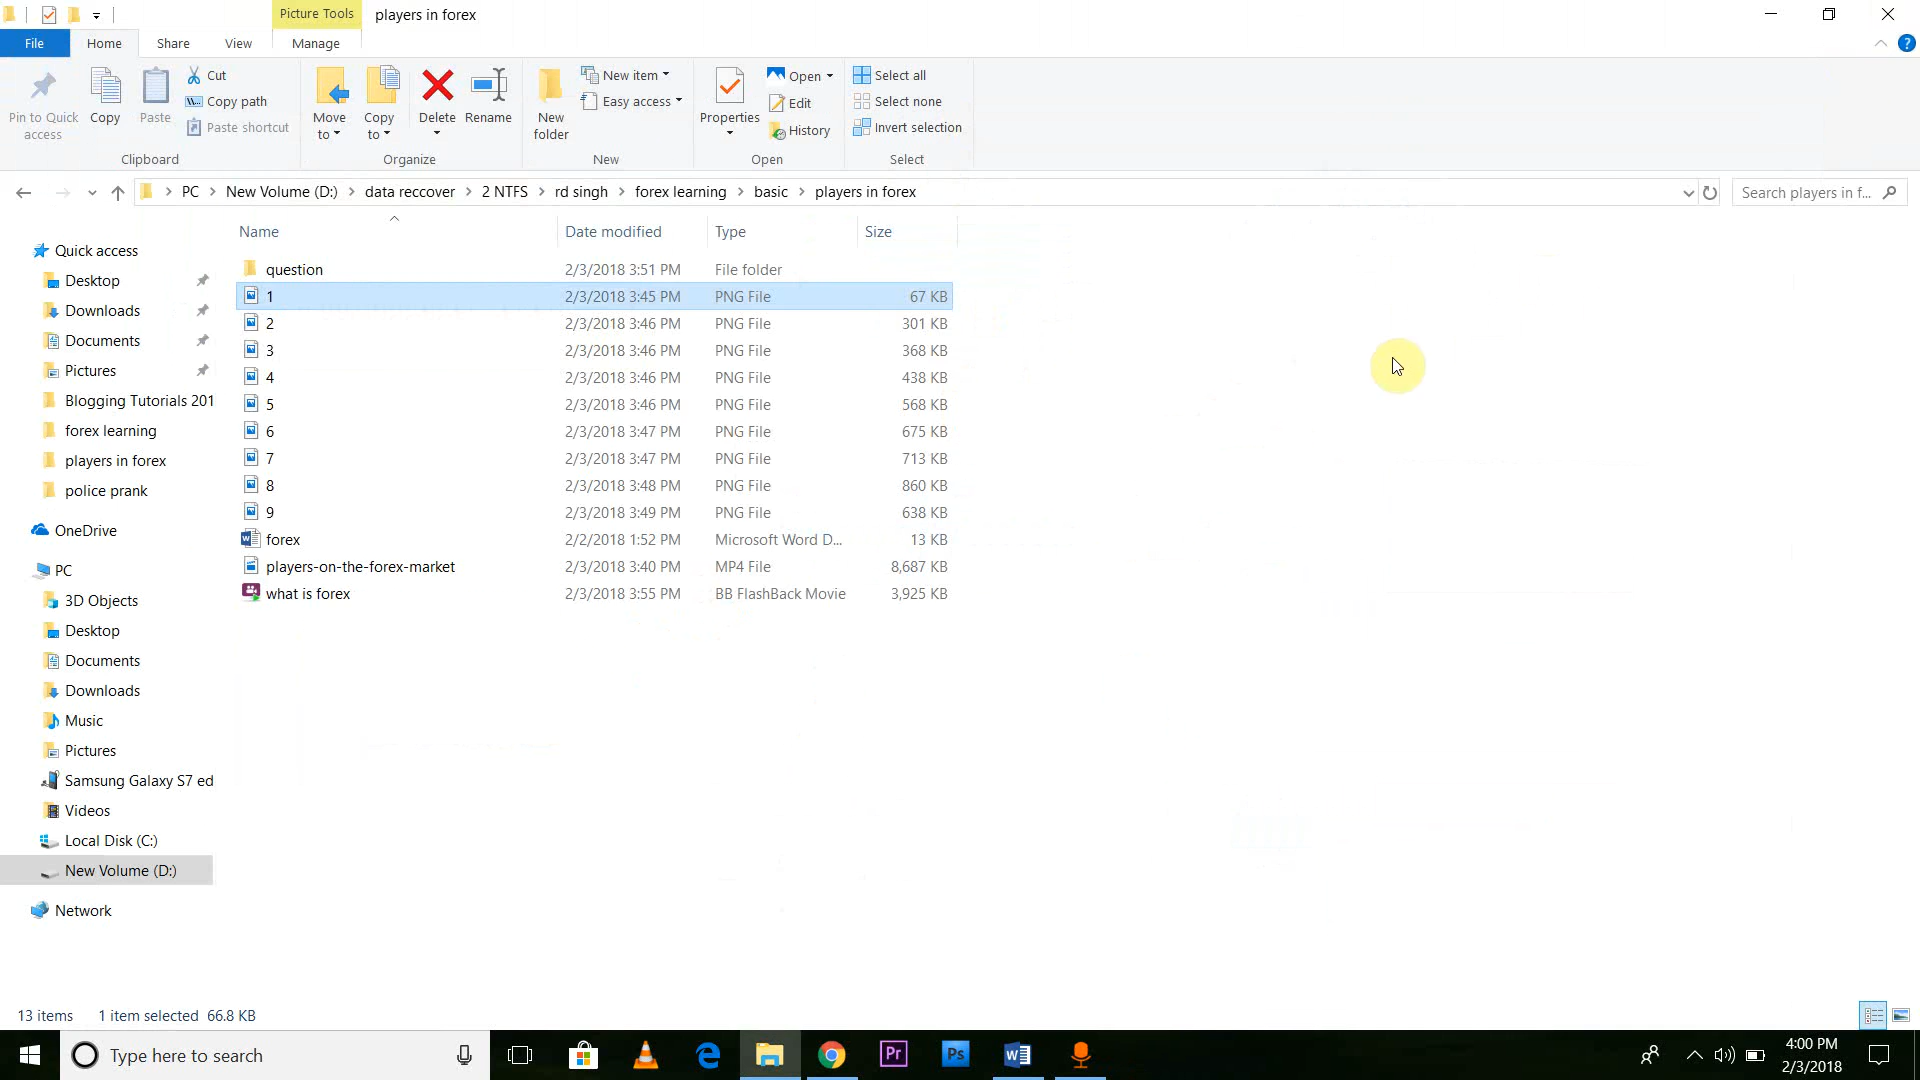 Picture Tools players in forex
File Home Share View Manage
Pin to Quick access
Copy
Paste
Cut
Copy path
Paste shortcut
Clipboard
Move to
Copy to
Delete
Rename
Organize
New folder
New item
Easy access
New
Properties
Open
Edit
History
Open
Select all
Select none
Invert selection
Select
PC New Volume (D:) data reccover 2 NTFS rd singh forex learning basic players in forex
Search players in f...
Quick access
Desktop
Downloads
Documents
Pictures
Blogging Tutorials 201
forex learning
players in forex
police prank
OneDrive
PC
3D Objects
Desktop
Documents
Downloads
Music
Pictures
Samsung Galaxy S7 ed
Videos
Local Disk (C:)
New Volume (D:)
Network
Name Date modified Type Size
question 2/3/2018 3:51 PM File folder
1 2/3/2018 3:45 PM PNG File 67 KB
2 2/3/2018 3:46 PM PNG File 301 KB
3 2/3/2018 3:46 PM PNG File 368 KB
4 2/3/2018 3:46 PM PNG File 438 KB
5 2/3/2018 3:46 PM PNG File 568 KB
6 2/3/2018 3:47 PM PNG File 675 KB
7 2/3/2018 3:47 PM PNG File 713 KB
8 2/3/2018 3:48 PM PNG File 860 KB
9 2/3/2018 3:49 PM PNG File 638 KB
forex 2/2/2018 1:52 PM Microsoft Word D... 13 KB
players-on-the-forex-market 2/3/2018 3:40 PM MP4 File 8,687 KB
what is forex 2/3/2018 3:55 PM BB FlashBack Movie 3,925 KB
13 items 1 item selected 66.8 KB
Type here to search
Pr
Ps
4:00 PM
2/3/2018